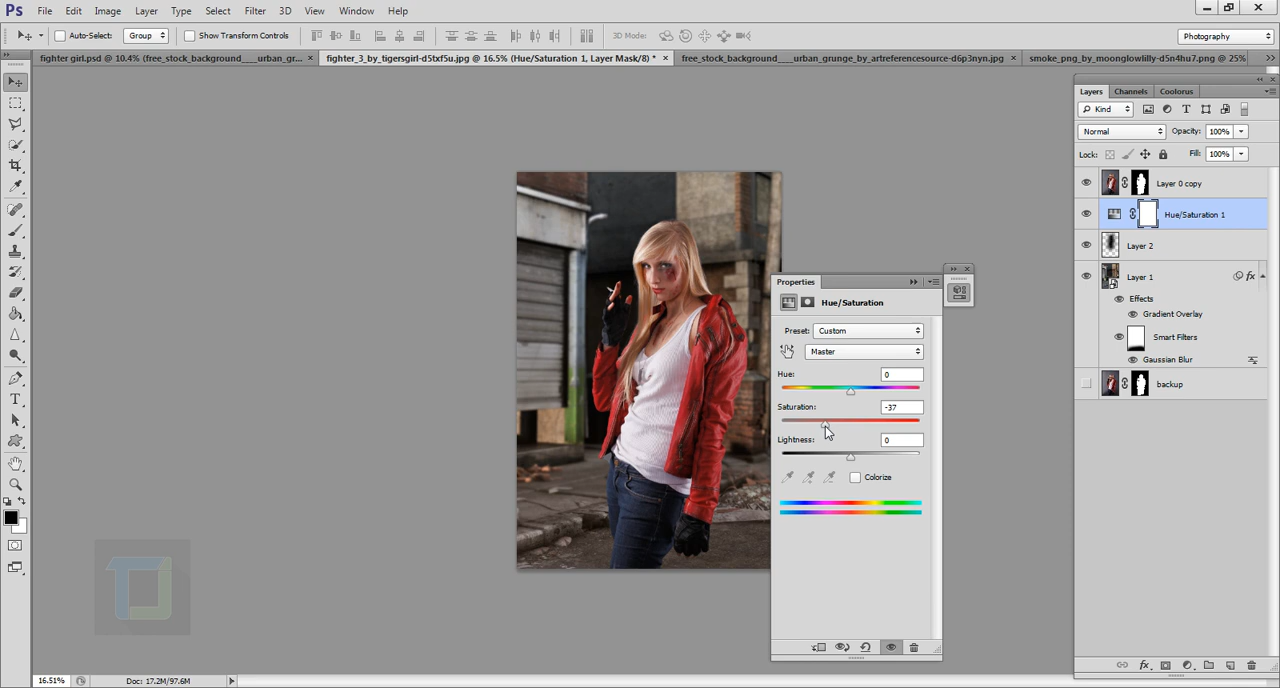 Ps File Edit Image Layer Type Select Filter 3D View Window Help
Auto-Select: Group Show Transform Controls 3D Mode: Photography
fighter girl.psd @ 10.4% (free_stock_background___urban_gr... × fighter_3_by_tigersgirl-d5txf5u.jpg @ 16.5% (Hue/Saturation 1, Layer Mask/8) * × free_stock_background___urban_grunge_by_artreferencesource-d6p3nyn.jpg × smoke_png_by_moonglowlilly-d5n4hu7.png @ 25%
Layers Channels Coolorus
Kind
Normal Opacity: 100%
Lock: Fill: 100%
Layer 0 copy
Hue/Saturation 1
Layer 2
Layer 1 fx
Effects
Gradient Overlay
Smart Filters
Gaussian Blur
backup
Properties
Hue/Saturation
Preset: Custom
Master
Hue: 0
Saturation: -37
Lightness: 0
Colorize
16.51% Doc: 17.2M/97.6M